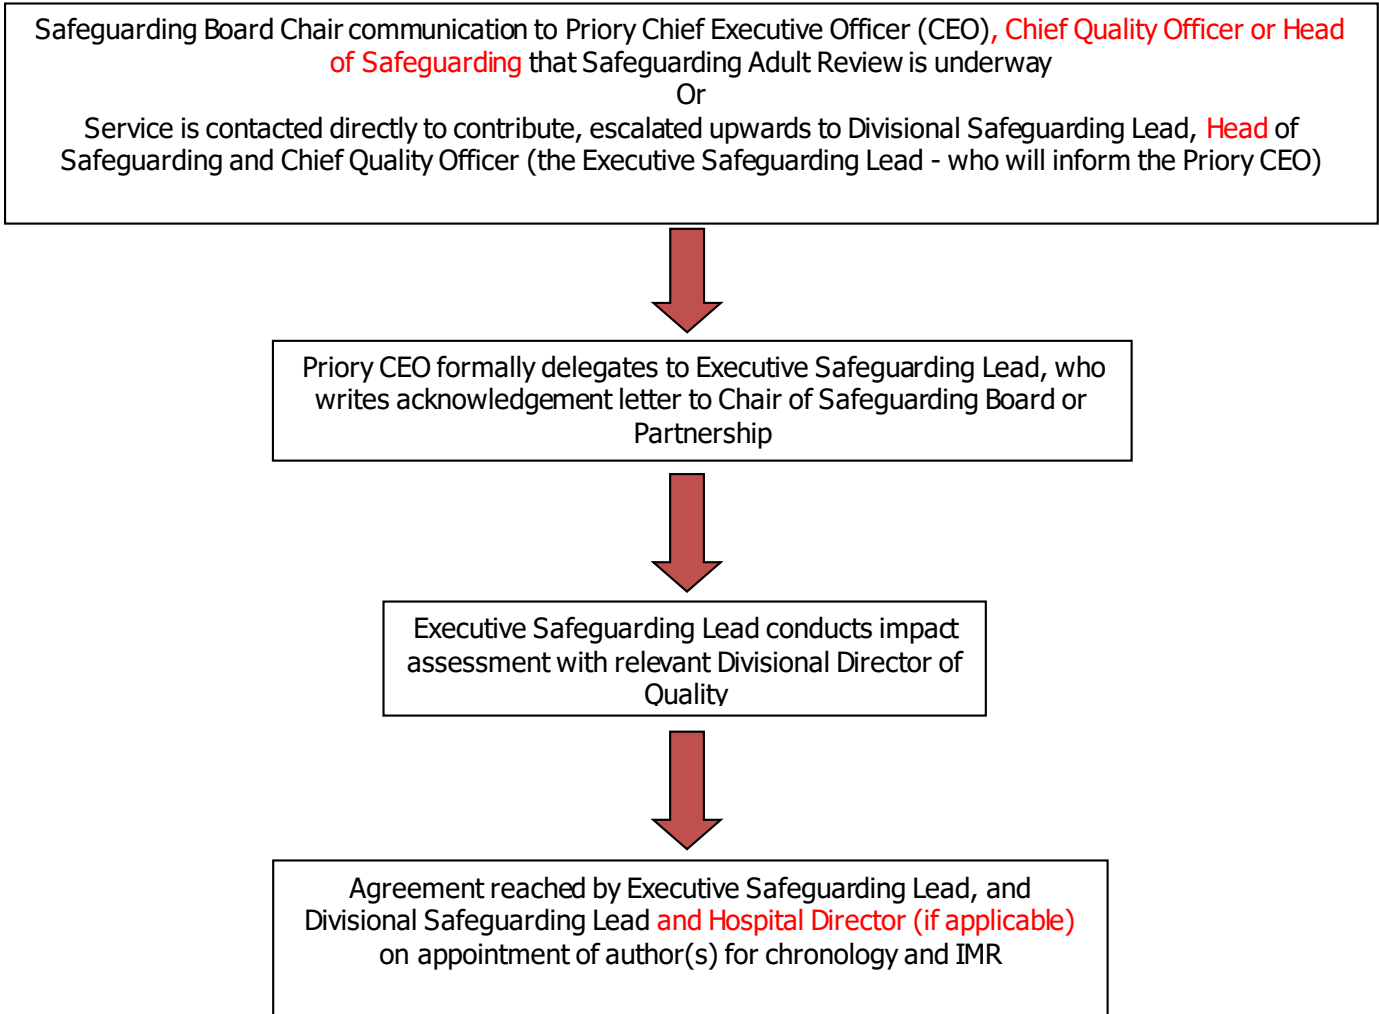 Safeguarding Board Chair communication to Priory Chief Executive Officer (CEO), Chief Quality Officer or Head
of Safeguarding that Safeguarding Adult Review is underway
Or
Service is contacted directly to contribute, escalated upwards to Divisional Safeguarding Lead, Head of
Safeguarding and Chief Quality Officer (the Executive Safeguarding Lead - who will inform the Priory CEO)
Priory CEO formally delegates to Executive Safeguarding Lead, who
writes acknowledgement letter to Chair of Safeguarding Board or
Partnership
Executive Safeguarding Lead conducts impact
assessment with relevant Divisional Director of
Quality
Agreement reached by Executive Safeguarding Lead, and
Divisional Safeguarding Lead and Hospital Director (if applicable)
on appointment of author(s) for chronology and IMR